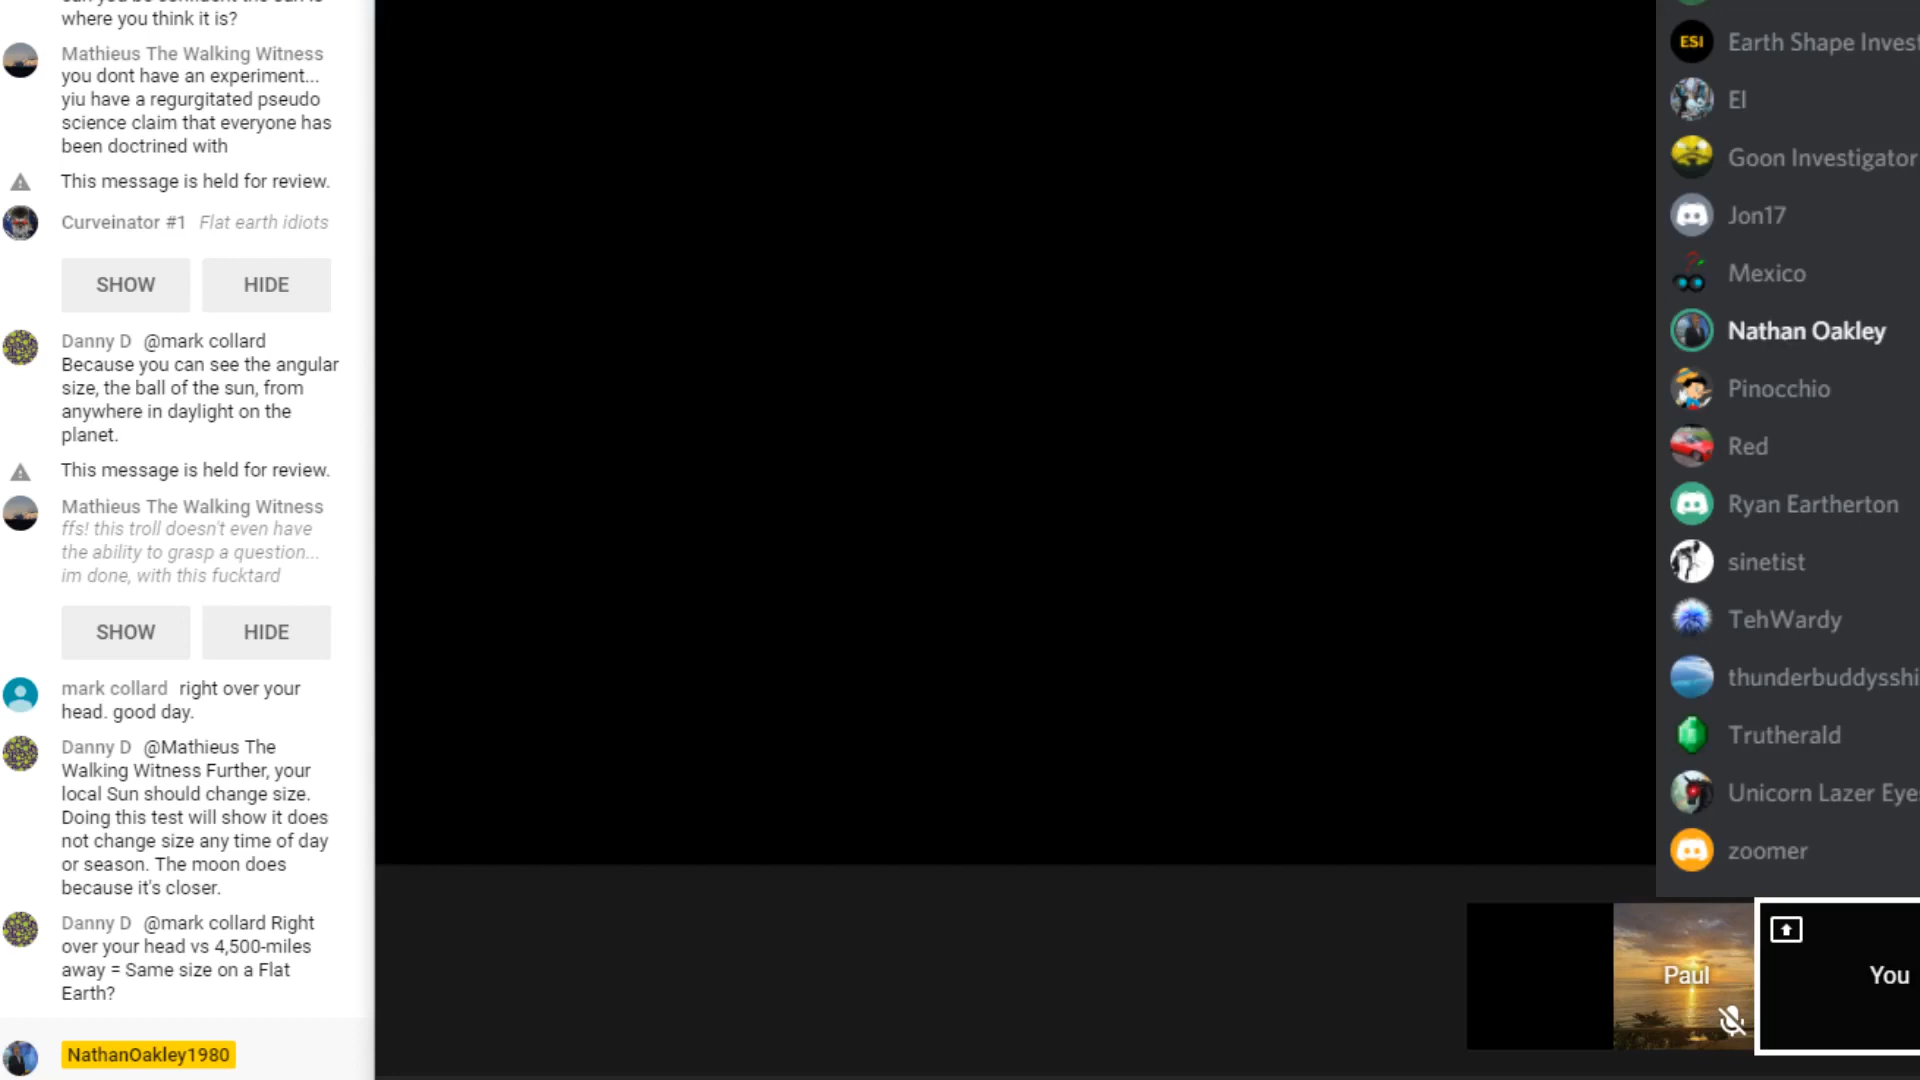 where you think it is?
Mathieus The Walking Witness
you dont have an experiment...
yiu have a regurgitated pseudo
science claim that everyone has
been doctrined with
This message is held for review.
Curveinator #1 Flat earth idiots
SHOW HIDE
Danny D @mark collard
Because you can see the angular
size, the ball of the sun, from
anywhere in daylight on the
planet.
This message is held for review.
Mathieus The Walking Witness
ffs! this troll doesn't even have
the ability to grasp a question...
im done, with this fucktard
SHOW HIDE
mark collard right over your
head. good day.
Danny D @Mathieus The
Walking Witness Further, your
local Sun should change size.
Doing this test will show it does
not change size any time of day
or season. The moon does
because it's closer.
Danny D @mark collard Right
over your head vs 4,500-miles
away = Same size on a Flat
Earth?
NathanOakley1980
ESI
Earth Shape Invest
El
Goon Investigator
Jon17
Mexico
Nathan Oakley
Pinocchio
Red
Ryan Eartherton
sinetist
TehWardy
thunderbuddysshi
Trutherald
Unicorn Lazer Eye
zoomer
Paul
You